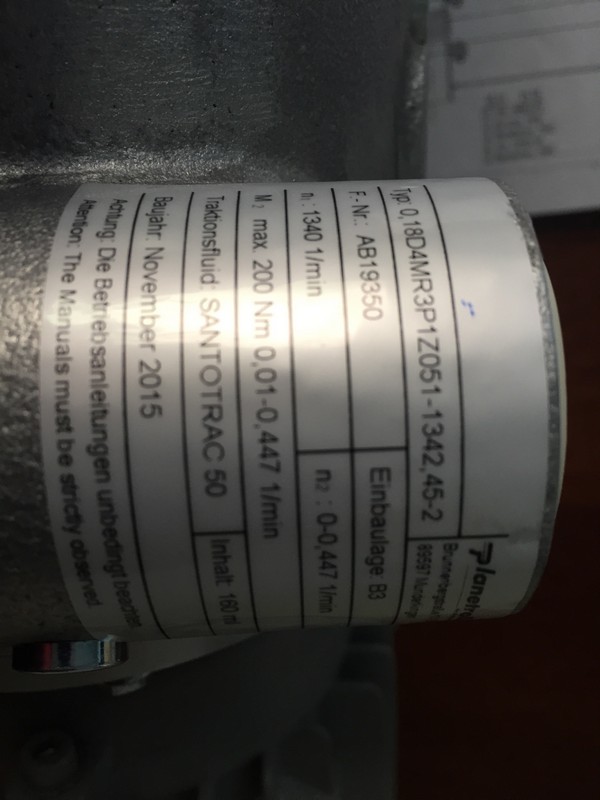 Typ: 0,18D4MR3P1Z051-1342,45-2
F.-Nr.: AB19350
Einbaulage: B3
n₁ : 1340 1/min
n₂ : 0-0,447 1/min
M₂ max. 200 Nm 0,01-0,447 1/min
Traktionsfluid: SANTOTRAC 50
Inhalt: 160 ml
Baujahr: November 2015
Achtung: Die Betriebsanleitungen unbedingt beachten
Attention: The Manuals must be strictly observed